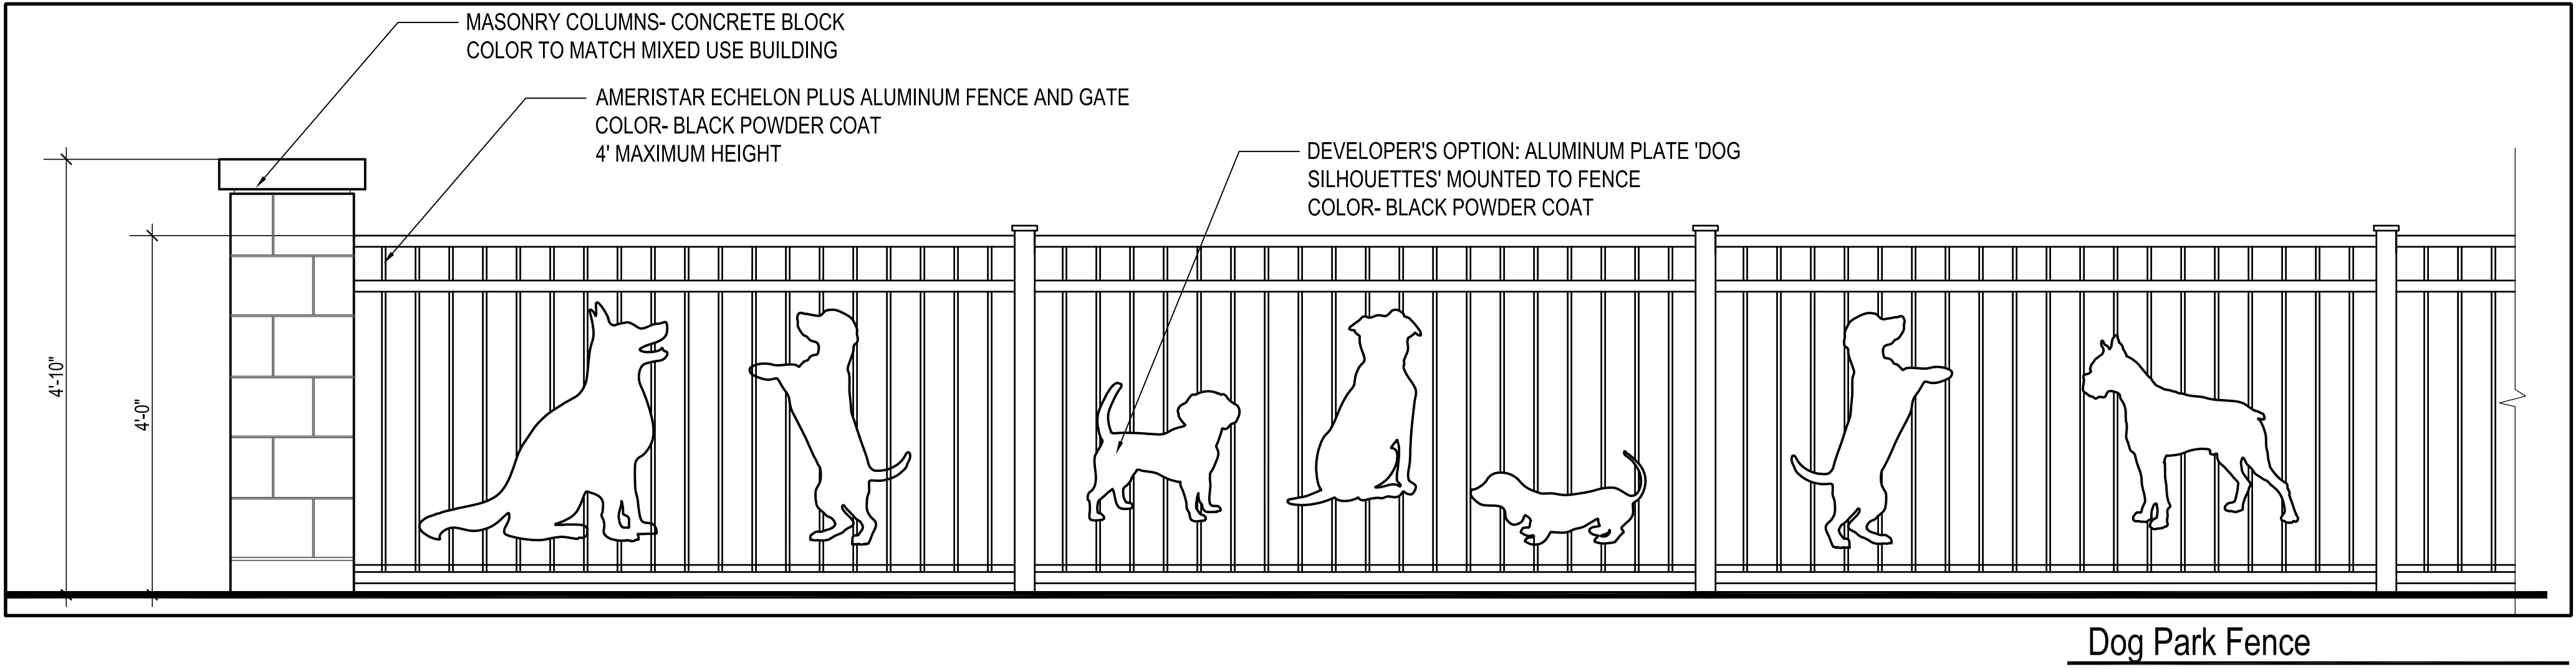 MASONRY COLUMNS- CONCRETE BLOCK
COLOR TO MATCH MIXED USE BUILDING
AMERISTAR ECHELON PLUS ALUMINUM FENCE AND GATE
COLOR- BLACK POWDER COAT
4' MAXIMUM HEIGHT
DEVELOPER'S OPTION: ALUMINUM PLATE 'DOG
SILHOUETTES' MOUNTED TO FENCE
COLOR- BLACK POWDER COAT
4'-10"
4'-0"
Dog Park Fence